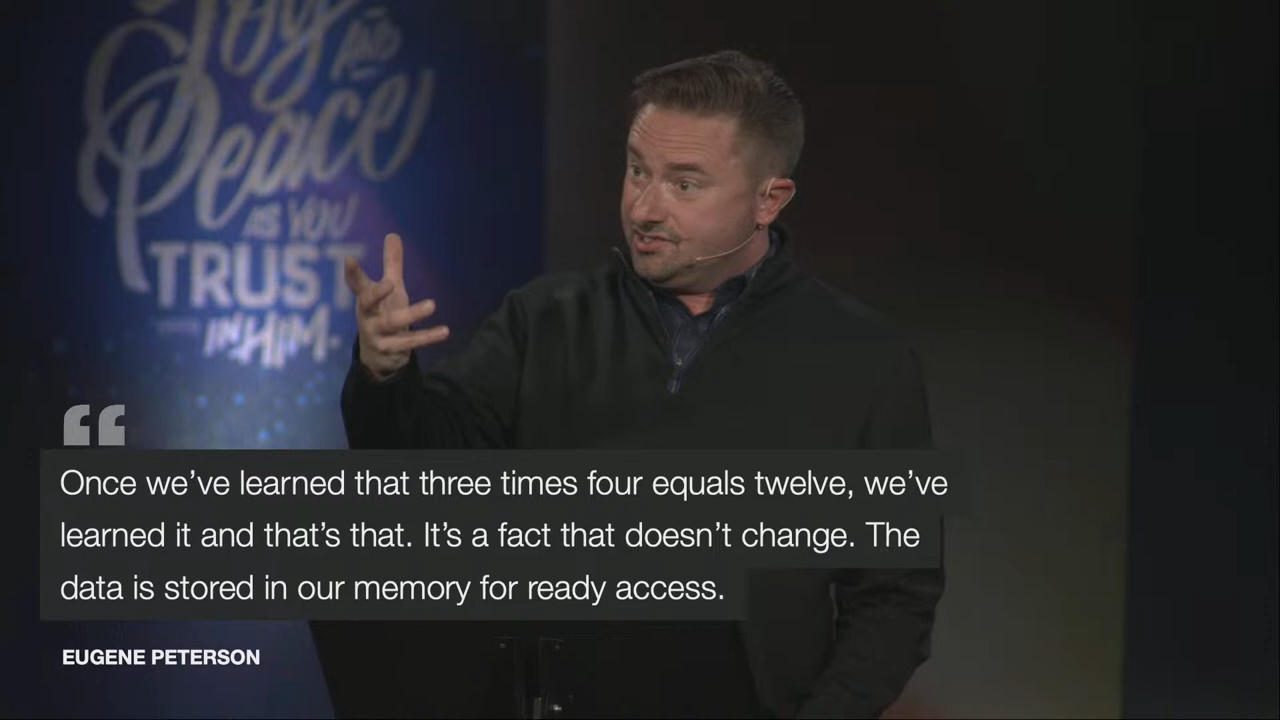 Joy
AND
Peace
AS YOU
TRUST
IN HIM.
“
Once we’ve learned that three times four equals twelve, we’ve
learned it and that’s that. It’s a fact that doesn’t change. The
data is stored in our memory for ready access.
EUGENE PETERSON